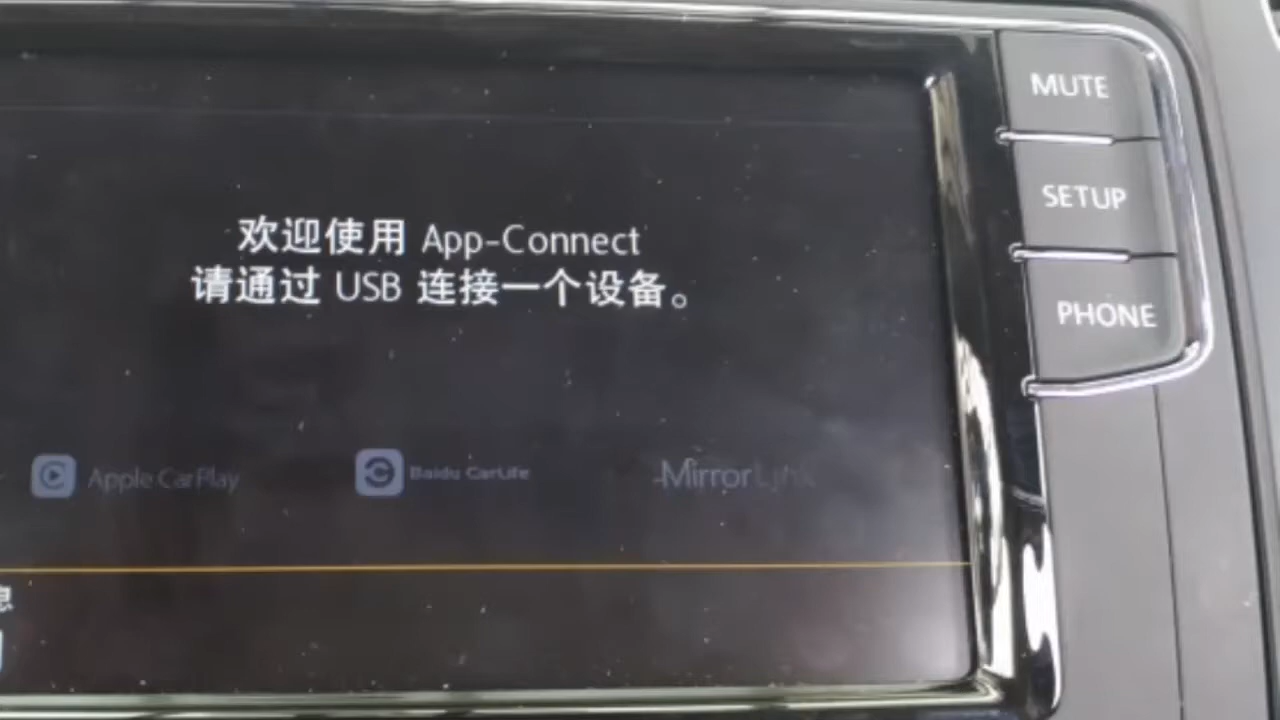 MUTE
SETUP
PHONE
欢迎使用 App-Connect
请通过 USB 连接一个设备。
Apple CarPlay
Baidu CarLife
MirrorLink
息